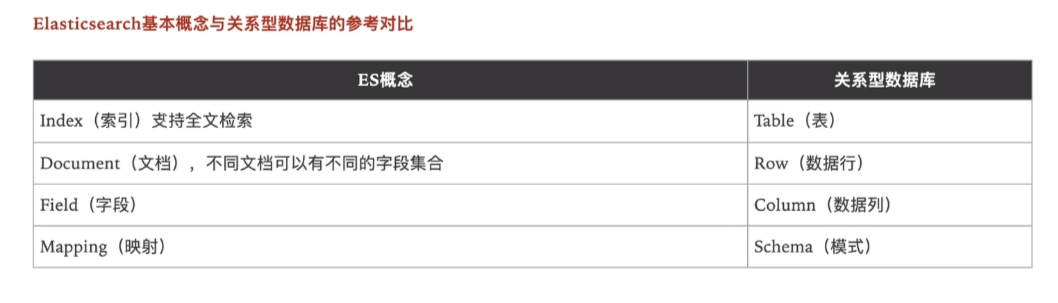 Elasticsearch基本概念与关系型数据库的参考对比
ES概念 关系型数据库
Index（索引）支持全文检索 Table（表）
Document（文档），不同文档可以有不同的字段集合 Row（数据行）
Field（字段） Column（数据列）
Mapping（映射） Schema（模式）